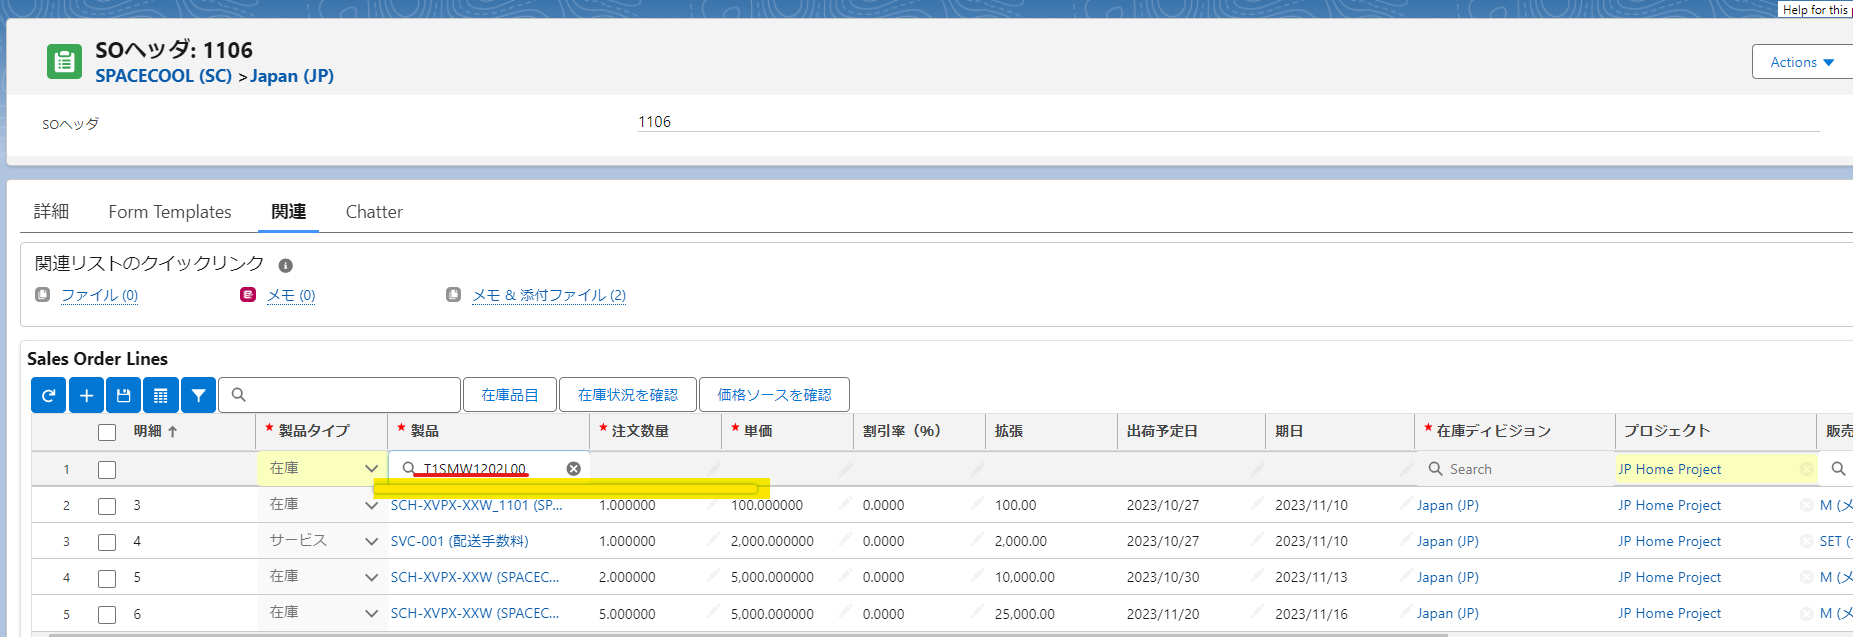 Help for this
SOヘッダ: 1106
SPACECOOL (SC) >Japan (JP)
Actions
SOヘッダ 1106
詳細 Form Templates 関連 Chatter
関連リストのクイックリンク
ファイル (0) メモ (0) メモ & 添付ファイル (2)
Sales Order Lines
在庫品目 在庫状況を確認 価格ソースを確認
明細 ↑ * 製品タイプ * 製品 * 注文数量 * 単価 割引率 (%) 拡張 出荷予定日 期日 * 在庫ディビジョン プロジェクト 販売
1 在庫 T1SMW1202L00 Search JP Home Project
2 3 在庫 SCH-XVPX-XXW_1101 (SP... 1.000000 100.000000 0.0000 100.00 2023/10/27 2023/11/10 Japan (JP) JP Home Project M (メ
3 4 サービス SVC-001 (配送手数料) 1.000000 2,000.000000 0.0000 2,000.00 2023/10/27 2023/11/10 Japan (JP) JP Home Project SET (
4 5 在庫 SCH-XVPX-XXW (SPACEC... 2.000000 5,000.000000 0.0000 10,000.00 2023/10/30 2023/11/13 Japan (JP) JP Home Project M (メ
5 6 在庫 SCH-XVPX-XXW (SPACEC... 5.000000 5,000.000000 0.0000 25,000.00 2023/11/20 2023/11/16 Japan (JP) JP Home Project M (メ